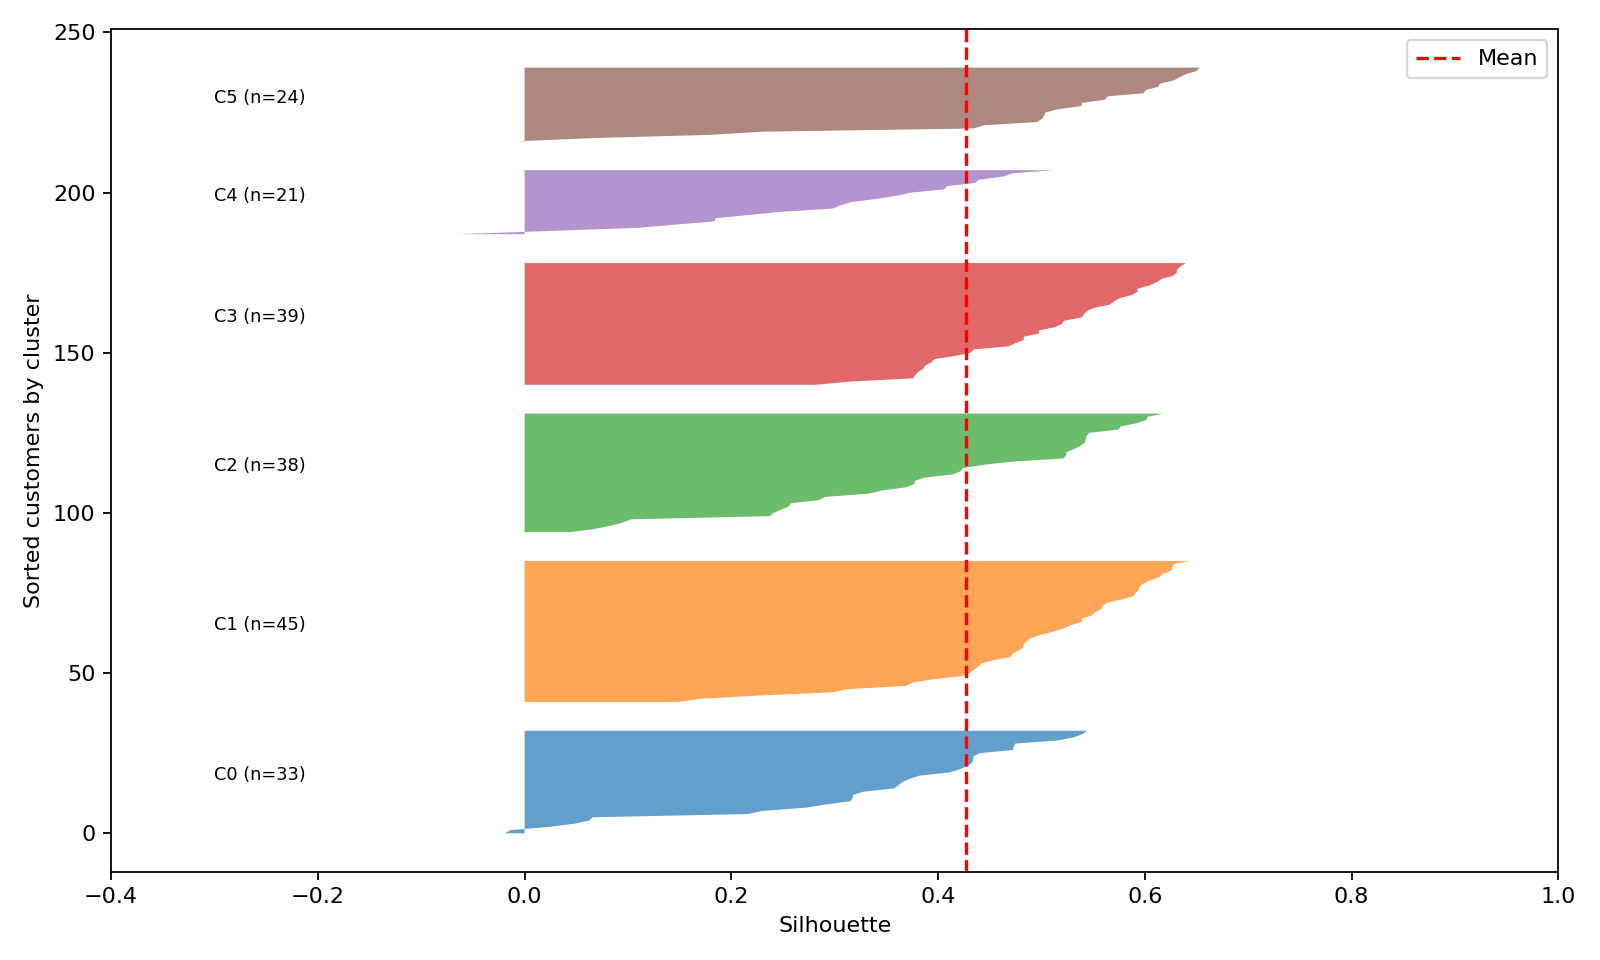 Mean
250
200
150
100
50
0
Sorted customers by cluster
C5 (n=24)
C4 (n=21)
C3 (n=39)
C2 (n=38)
C1 (n=45)
C0 (n=33)
−0.4
−0.2
0.0
0.2
0.4
0.6
0.8
1.0
Silhouette